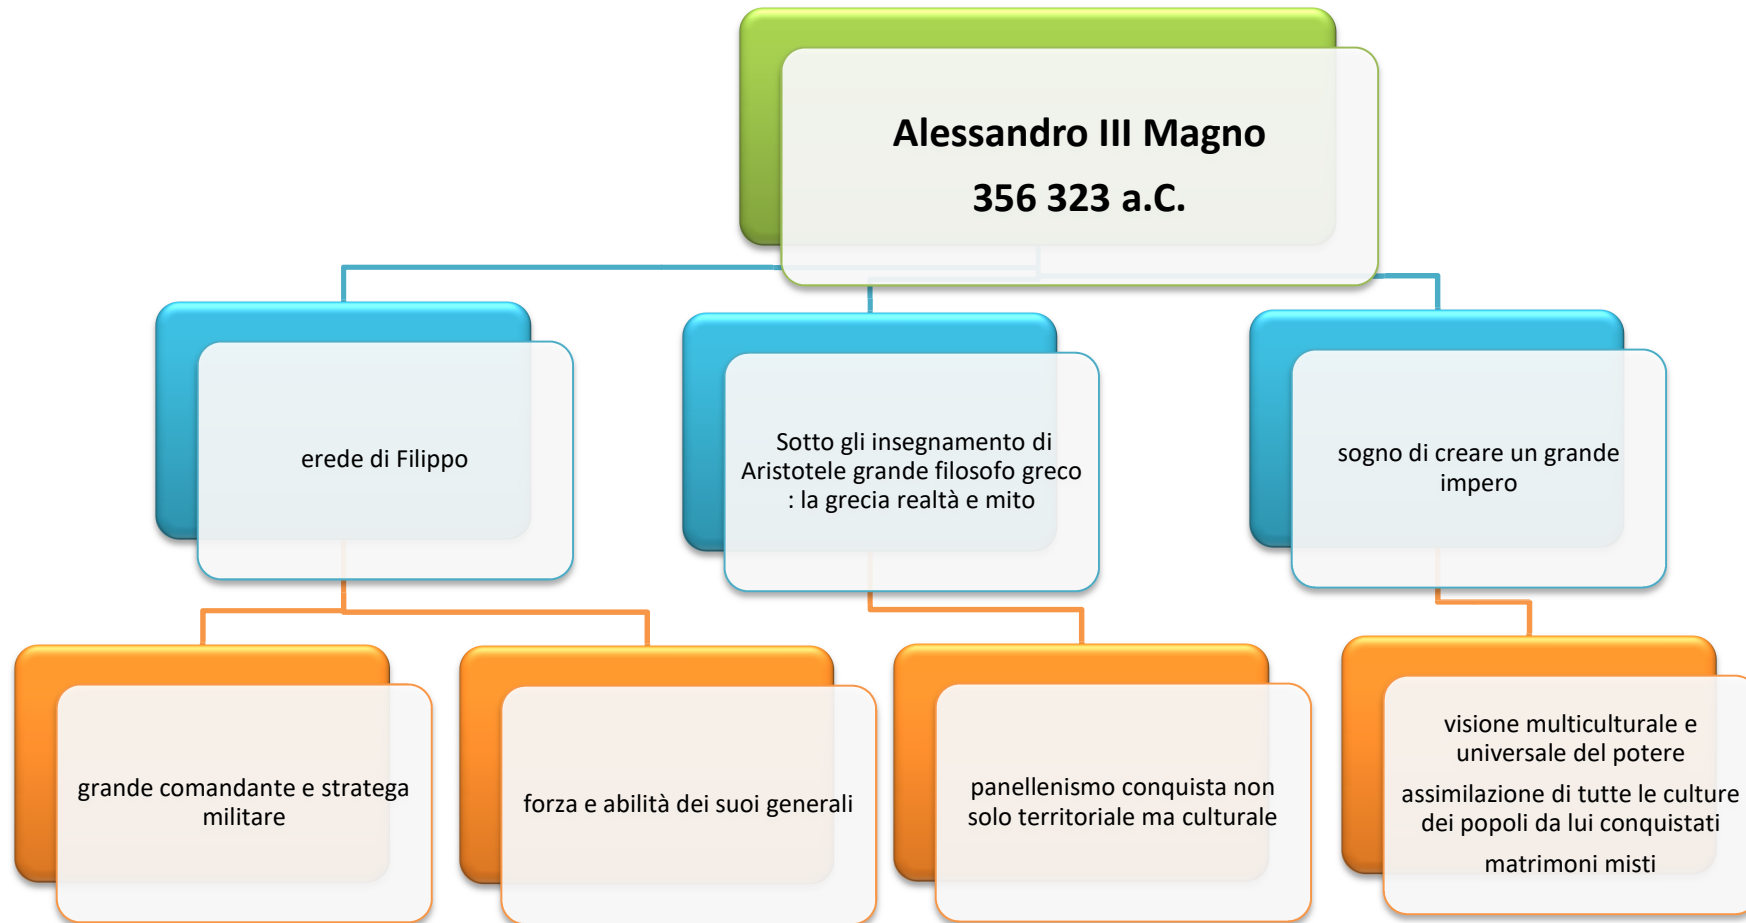 Alessandro III Magno
356 323 a.C.
erede di Filippo
Sotto gli insegnamento di
Aristotele grande filosofo greco
: la grecia realtà e mito
sogno di creare un grande
impero
grande comandante e stratega
militare
forza e abilità dei suoi generali
panellenismo conquista non
solo territoriale ma culturale
visione multiculturale e
universale del potere
assimilazione di tutte le culture
dei popoli da lui conquistati
matrimoni misti